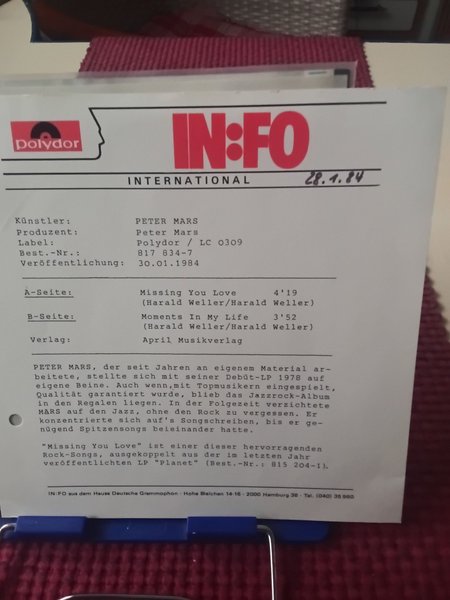 polydor
IN:FO
INTERNATIONAL 28.1.84
Künstler: PETER MARS
Produzent: Peter Mars
Label: Polydor / LC 0309
Best.-Nr.: 817 834-7
Veröffentlichung: 30.01.1984
A-Seite: Missing You Love 4'19
(Harald Weller/Harald Weller)
B-Seite: Moments In My Life 3'52
(Harald Weller/Harald Weller)
Verlag: April Musikverlag
PETER MARS, der seit Jahren an eigenem Material ar-
beitete, stellte sich mit seiner Debüt-LP 1978 auf
eigene Beine. Auch wenn,mit Topmusikern eingespielt,
Qualität garantiert wurde, blieb das Jazzrock-Album
in den Regalen liegen. In der Folgezeit verzichtete
MARS auf den Jazz, ohne den Rock zu vergessen. Er
konzentrierte sich auf's Songschreiben, bis er ge-
nügend Spitzensongs beieinander hatte.
"Missing You Love" ist einer dieser hervorragenden
Rock-Songs, ausgekoppelt aus der im letzten Jahr
veröffentlichten LP "Planet" (Best.-Nr.: 815 204-1).
IN:FO aus dem Hause Deutsche Grammophon · Hohe Bleichen 14-16 · 2000 Hamburg 36 · Tel. (040) 35 960